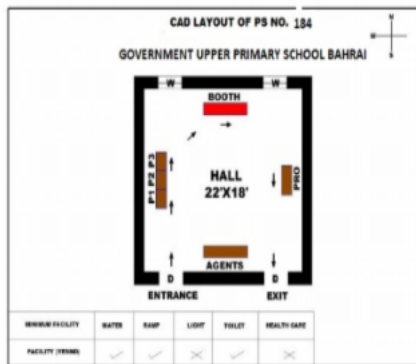 CAD LAYOUT OF PS NO. 184
N
S
GOVERNMENT UPPER PRIMARY SCHOOL BAHRAI
W W
BOOTH
P1 P2 P3
HALL
22'X18'
PRO
AGENTS
D D
ENTRANCE EXIT
MINIMUM FACILITY WATER RAMP LIGHT TOILET HEALTH CARE
FACILITY (YES/NO)